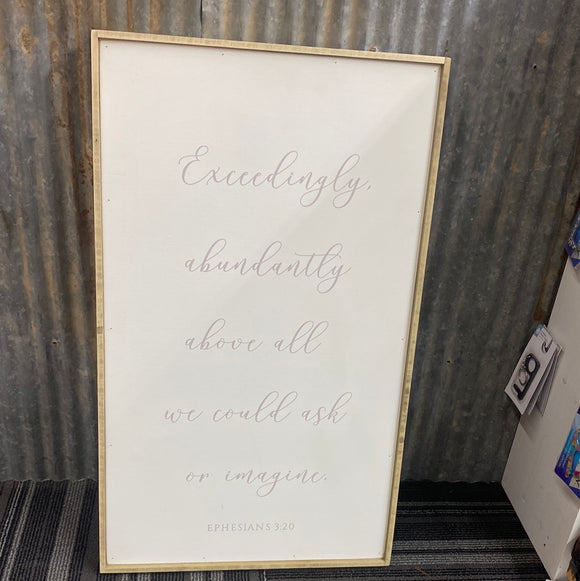 Exceedingly,
abundantly
above all
we could ask
or imagine.
EPHESIANS 3:20